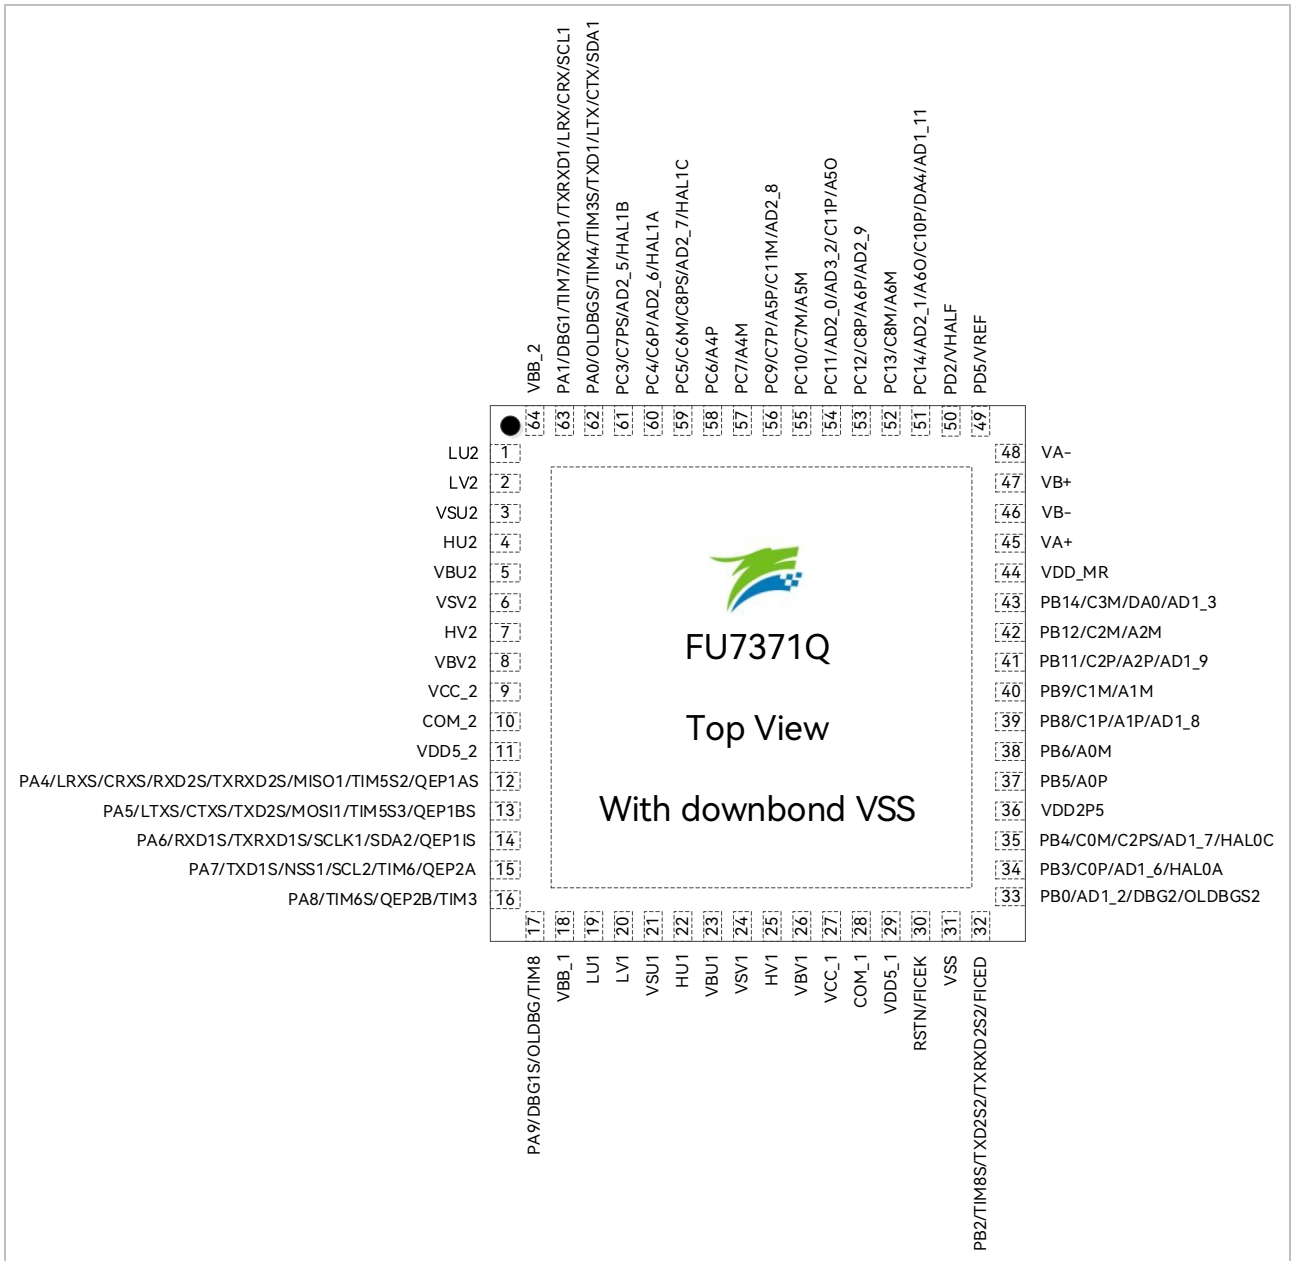 VBB_2
PA1/DBG1/TIM7/RXD1/TXRXD1/LRX/CRX/SCL1
PA0/OLDBGS/TIM4/TIM3S/TXD1/LTX/CTX/SDA1
PC3/C7PS/AD2_5/HAL1B
PC4/C6P/AD2_6/HAL1A
PC5/C6M/C8PS/AD2_7/HAL1C
PC6/A4P
PC7/A4M
PC9/C7P/A5P/C11M/AD2_8
PC10/C7M/A5M
PC11/AD2_0/AD3_2/C11P/A5O
PC12/C8P/A6P/AD2_9
PC13/C8M/A6M
PC14/AD2_1/A6O/C10P/DA4/AD1_11
PD2/VHALF
PD5/VREF
64 63 62 61 60 59 58 57 56 55 54 53 52 51 50 49
LU2 1
LV2 2
VSU2 3
HU2 4
VBU2 5
VSV2 6
HV2 7
VBV2 8
VCC_2 9
COM_2 10
VDD5_2 11
PA4/LRXS/CRXS/RXD2S/TXRXD2S/MISO1/TIM5S2/QEP1AS 12
PA5/LTXS/CTXS/TXD2S/MOSI1/TIM5S3/QEP1BS 13
PA6/RXD1S/TXRXD1S/SCLK1/SDA2/QEP1IS 14
PA7/TXD1S/NSS1/SCL2/TIM6/QEP2A 15
PA8/TIM6S/QEP2B/TIM3 16
FU7371Q
Top View
With downbond VSS
48 VA-
47 VB+
46 VB-
45 VA+
44 VDD_MR
43 PB14/C3M/DA0/AD1_3
42 PB12/C2M/A2M
41 PB11/C2P/A2P/AD1_9
40 PB9/C1M/A1M
39 PB8/C1P/A1P/AD1_8
38 PB6/A0M
37 PB5/A0P
36 VDD2P5
35 PB4/C0M/C2PS/AD1_7/HAL0C
34 PB3/C0P/AD1_6/HAL0A
33 PB0/AD1_2/DBG2/OLDBGS2
17 18 19 20 21 22 23 24 25 26 27 28 29 30 31 32
PA9/DBG1S/OLDBG/TIM8
VBB_1
LU1
LV1
VSU1
HU1
VBU1
VSV1
HV1
VBV1
VCC_1
COM_1
VDD5_1
RSTN/FICEK
VSS
PB2/TIM8S/TXD2S2/TXRXD2S2/FICED